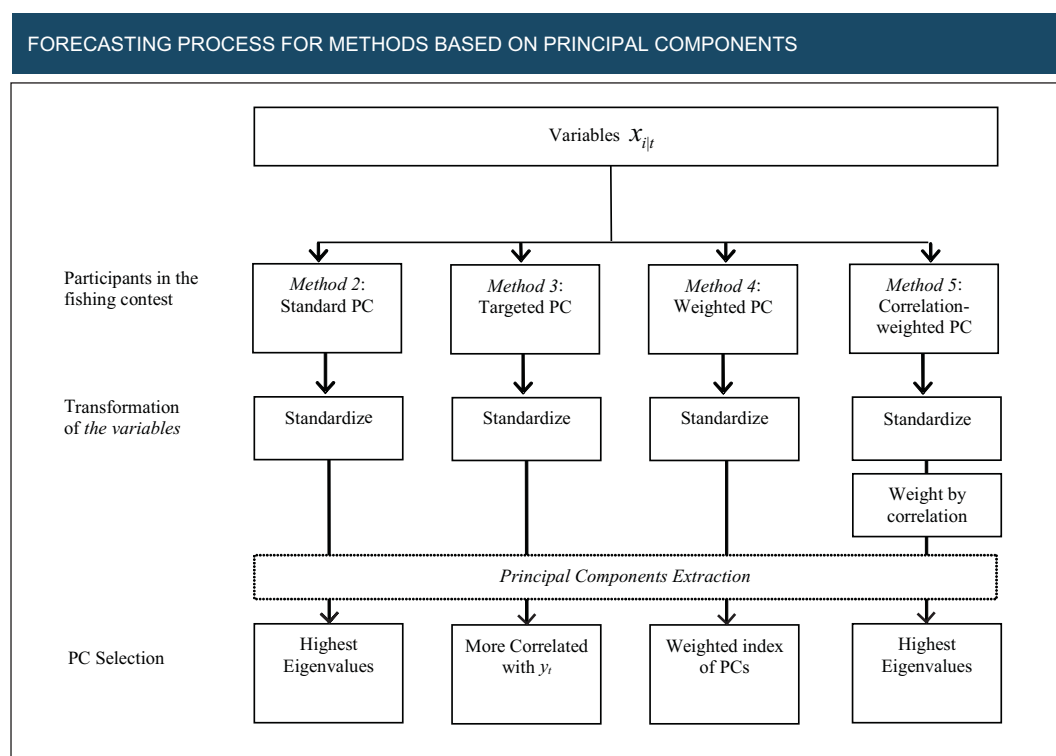 FORECASTING PROCESS FOR METHODS BASED ON PRINCIPAL COMPONENTS
Variables x_{i|t}
Participants in the
fishing contest
Method 2:
Standard PC
Method 3:
Targeted PC
Method 4:
Weighted PC
Method 5:
Correlation-
weighted PC
Transformation
of the variables
Standardize
Standardize
Standardize
Standardize
Weight by
correlation
Principal Components Extraction
PC Selection
Highest
Eigenvalues
More Correlated
with y_t
Weighted index
of PCs
Highest
Eigenvalues